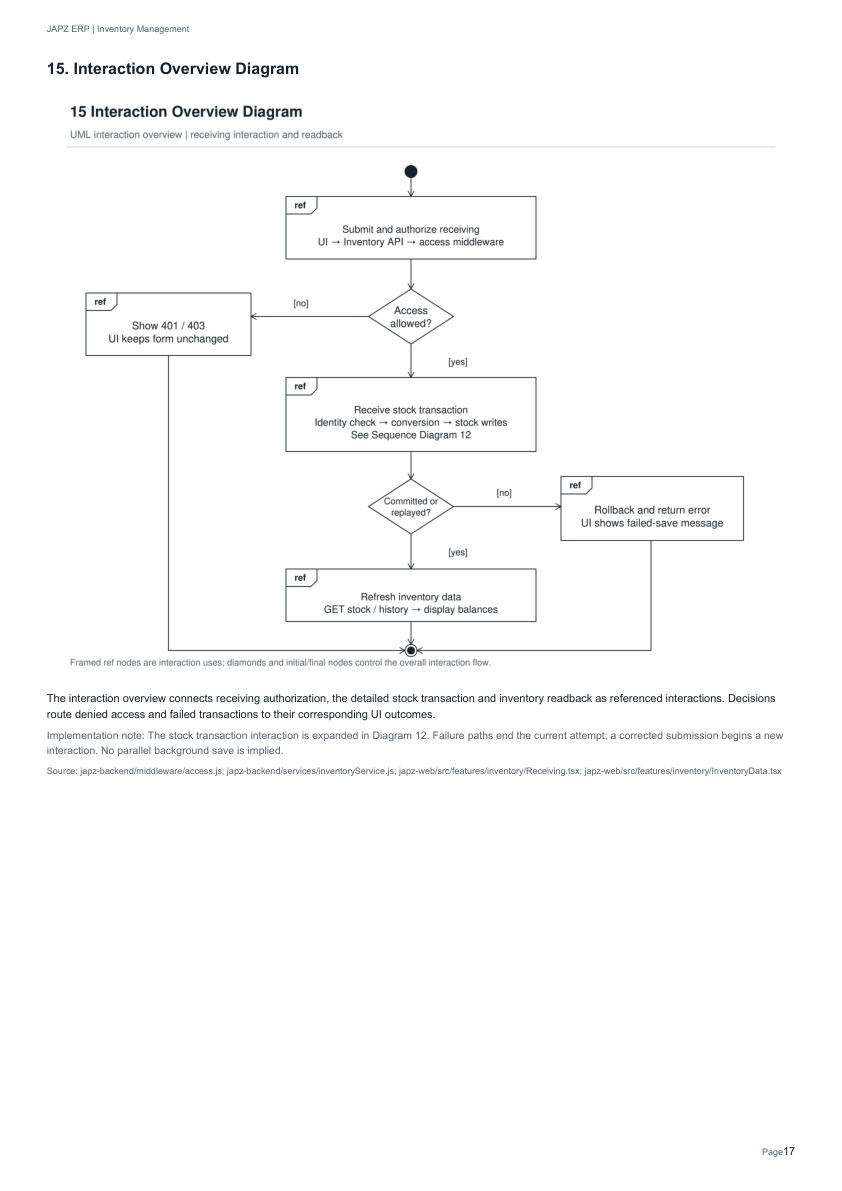 JAPZ ERP | Inventory Management
15. Interaction Overview Diagram
15 Interaction Overview Diagram
UML interaction overview | receiving interaction and readback
ref
Submit and authorize receiving
UI → Inventory API → access middleware
ref
Show 401 / 403
UI keeps form unchanged
[no]
Access
allowed?
[yes]
ref
Receive stock transaction
Identity check → conversion → stock writes
See Sequence Diagram 12
Committed or
replayed?
[no]
ref
Rollback and return error
UI shows failed-save message
[yes]
ref
Refresh inventory data
GET stock / history → display balances
Framed ref nodes are interaction uses; diamonds and initial/final nodes control the overall interaction flow.
The interaction overview connects receiving authorization, the detailed stock transaction and inventory readback as referenced interactions. Decisions
route denied access and failed transactions to their corresponding UI outcomes.
Implementation note: The stock transaction interaction is expanded in Diagram 12. Failure paths end the current attempt; a corrected submission begins a new
interaction. No parallel background save is implied.
Source: japz-backend/middleware/access.js; japz-backend/services/inventoryService.js; japz-web/src/features/inventory/Receiving.tsx; japz-web/src/features/inventory/InventoryData.tsx
Page17